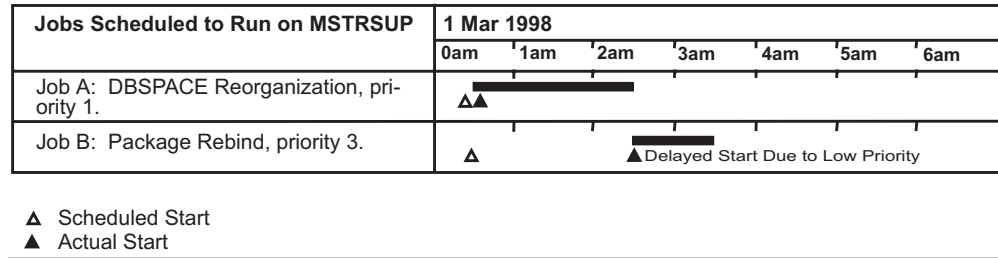 Jobs Scheduled to Run on MSTRSUP
1 Mar 1998
0am 1am 2am 3am 4am 5am 6am
Job A: DBSPACE Reorganization, pri-
ority 1.
Job B: Package Rebind, priority 3.
Delayed Start Due to Low Priority
Scheduled Start
Actual Start